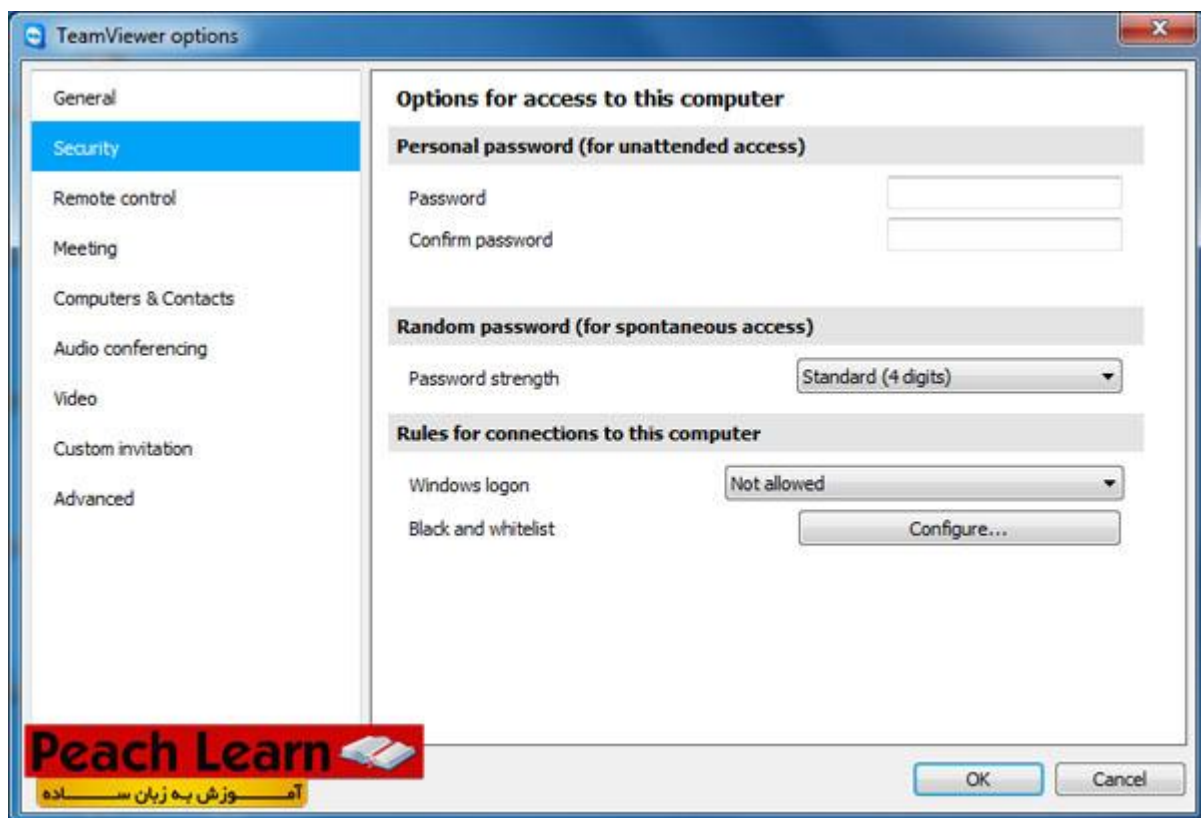 TeamViewer options
General
Security
Remote control
Meeting
Computers & Contacts
Audio conferencing
Video
Custom invitation
Advanced
Options for access to this computer
Personal password (for unattended access)
Password
Confirm password
Random password (for spontaneous access)
Password strength Standard (4 digits)
Rules for connections to this computer
Windows logon Not allowed
Black and whitelist Configure...
Peach Learn
آمـــوزش به زبان ســـاده
OK Cancel